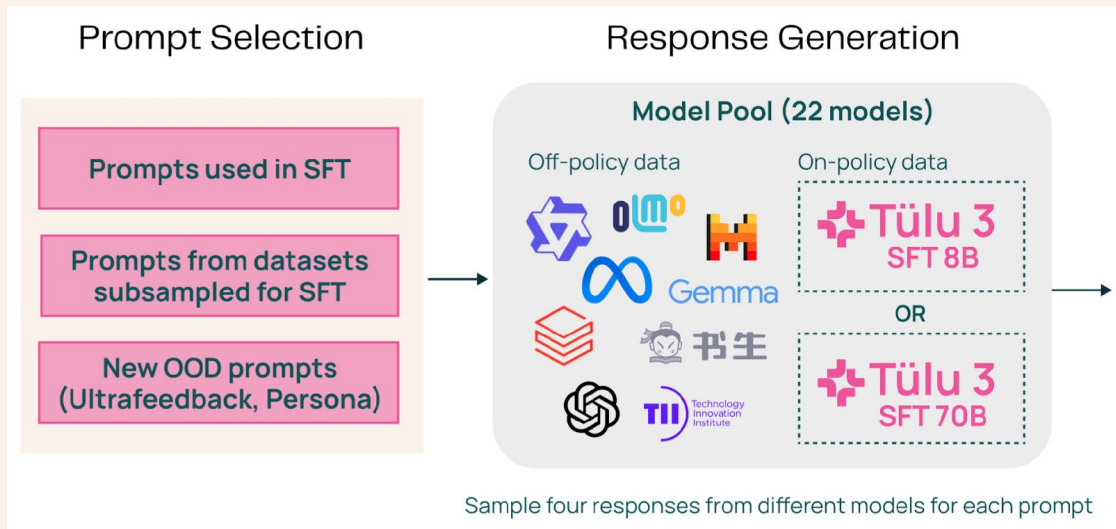 Prompt Selection
Prompts used in SFT
Prompts from datasets
subsampled for SFT
New OOD prompts
(Ultrafeedback, Persona)
Response Generation
Model Pool (22 models)
Off-policy data
olmo
Gemma
书生
TII
Technology
Innovation
Institute
On-policy data
Tülu 3
SFT 8B
OR
Tülu 3
SFT 70B
Sample four responses from different models for each prompt